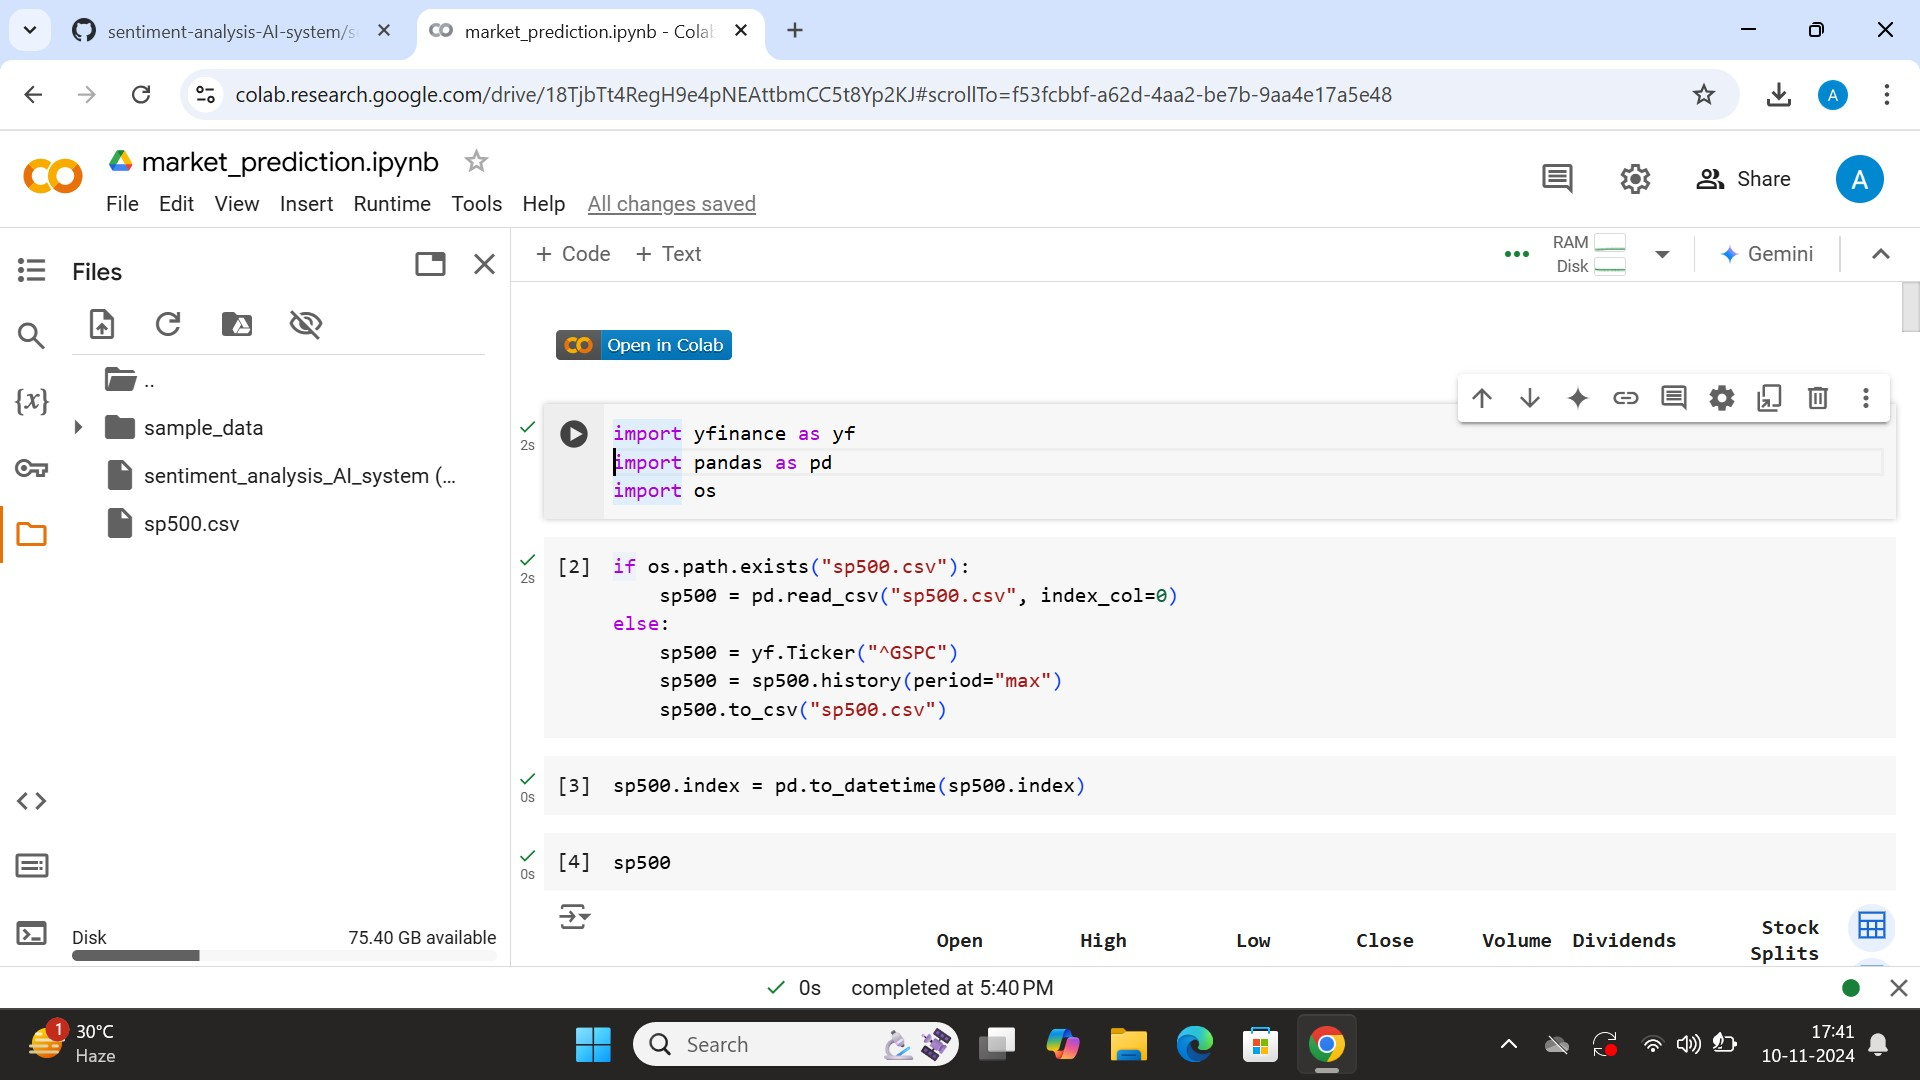 sentiment-analysis-AI-system/s
market_prediction.ipynb - Cola
colab.research.google.com/drive/18TjbTt4RegH9e4pNEAttbmCC5t8Yp2KJ#scrollTo=f53fcbbf-a62d-4aa2-be7b-9aa4e17a5e48
A
market_prediction.ipynb
File Edit View Insert Runtime Tools Help All changes saved
Share
A
Files
+ Code + Text
RAM
Disk
Gemini
..
sample_data
sentiment_analysis_AI_system (...
sp500.csv
{x}
Disk 75.40 GB available
Open in Colab
2s
import yfinance as yf
import pandas as pd
import os
2s
[2] if os.path.exists("sp500.csv"):
sp500 = pd.read_csv("sp500.csv", index_col=0)
else:
sp500 = yf.Ticker("^GSPC")
sp500 = sp500.history(period="max")
sp500.to_csv("sp500.csv")
0s
[3] sp500.index = pd.to_datetime(sp500.index)
0s
[4] sp500
Open High Low Close Volume Dividends Stock Splits
0s completed at 5:40 PM
1
30°C
Haze
Search
17:41
10-11-2024